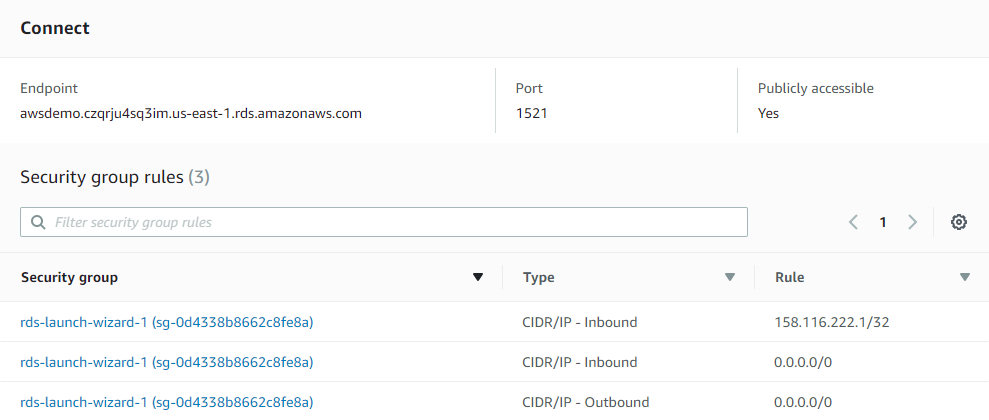 Connect
Endpoint Port Publicly accessible
awsdemo.czqrju4sq3im.us-east-1.rds.amazonaws.com 1521 Yes
Security group rules (3)
Filter security group rules 1
Security group Type Rule
rds-launch-wizard-1 (sg-0d4338b8662c8fe8a) CIDR/IP - Inbound 158.116.222.1/32
rds-launch-wizard-1 (sg-0d4338b8662c8fe8a) CIDR/IP - Inbound 0.0.0.0/0
rds-launch-wizard-1 (sg-0d4338b8662c8fe8a) CIDR/IP - Outbound 0.0.0.0/0